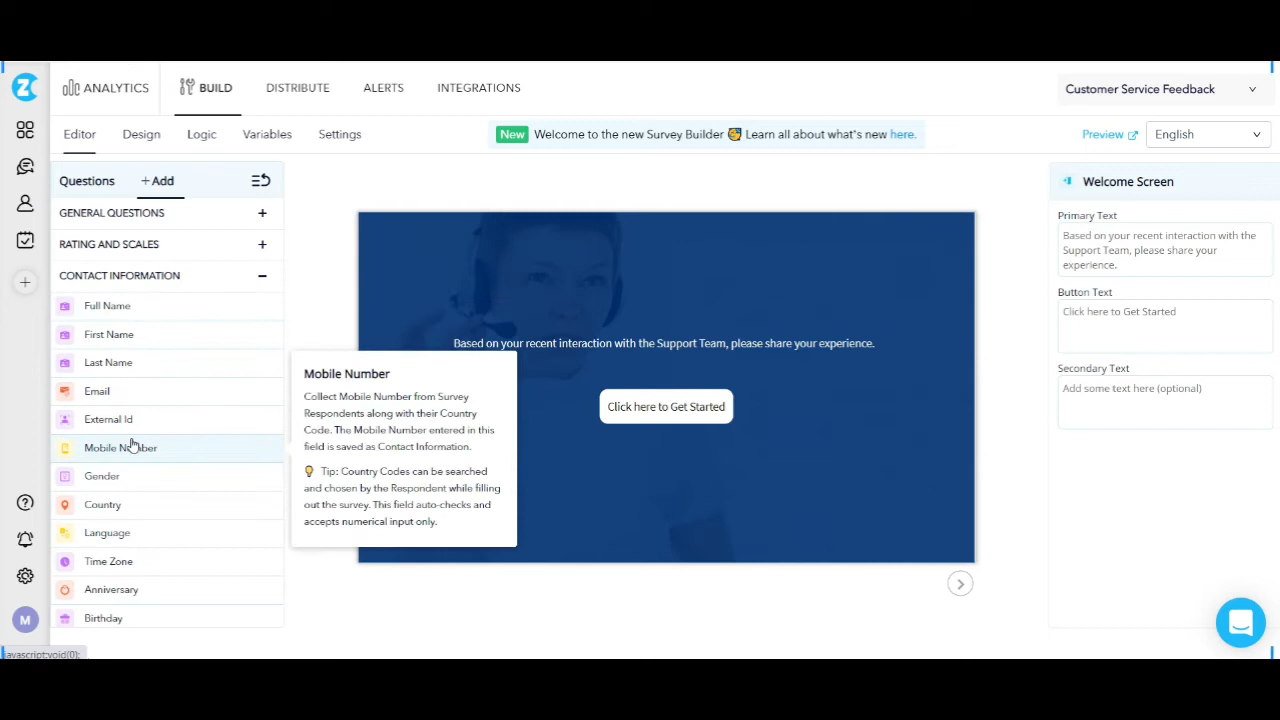 ANALYTICS
BUILD
DISTRIBUTE
ALERTS
INTEGRATIONS
Customer Service Feedback
Editor
Design
Logic
Variables
Settings
New Welcome to the new Survey Builder 🥳 Learn all about what's new here.
Preview
English
Questions
+ Add
GENERAL QUESTIONS +
RATING AND SCALES +
CONTACT INFORMATION −
Full Name
First Name
Last Name
Email
External Id
Mobile Number
Gender
Country
Language
Time Zone
Anniversary
Birthday
M
javascript:void(0);
Based on your recent interaction with the Support Team, please share your experience.
Click here to Get Started
Mobile Number
Collect Mobile Number from Survey
Respondents along with their Country
Code. The Mobile Number entered in this
field is saved as Contact Information.
💡 Tip: Country Codes can be searched
and chosen by the Respondent while filling
out the survey. This field auto-checks and
accepts numerical input only.
Welcome Screen
Primary Text
Based on your recent interaction with the
Support Team, please share your
experience.
Button Text
Click here to Get Started
Secondary Text
Add some text here (optional)